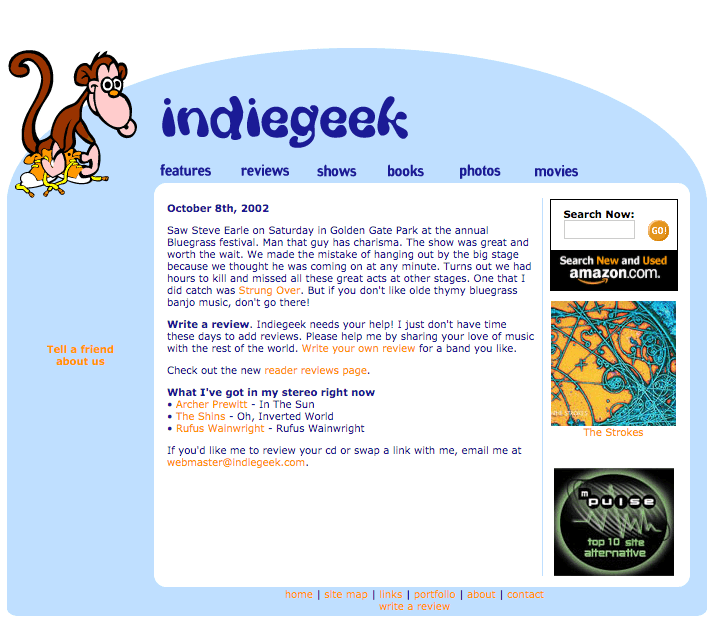 indiegeek
features reviews shows books photos movies
October 8th, 2002
Saw Steve Earle on Saturday in Golden Gate Park at the annual
Bluegrass festival. Man that guy has charisma. The show was great and
worth the wait. We made the mistake of hanging out by the big stage
because we thought he was coming on at any minute. Turns out we had
hours to kill and missed all these great acts at other stages. One that I
did catch was Strung Over. But if you don't like olde thymy bluegrass
banjo music, don't go there!
Write a review. Indiegeek needs your help! I just don't have time
these days to add reviews. Please help me by sharing your love of music
with the rest of the world. Write your own review for a band you like.
Check out the new reader reviews page.
What I've got in my stereo right now
• Archer Prewitt - In The Sun
• The Shins - Oh, Inverted World
• Rufus Wainwright - Rufus Wainwright
If you'd like me to review your cd or swap a link with me, email me at
webmaster@indiegeek.com.
Tell a friend
about us
Search Now:
GO!
Search New and Used
amazon.com.
THE STROKES
The Strokes
mpulse
top 10 site
alternative
home | site map | links | portfolio | about | contact
write a review